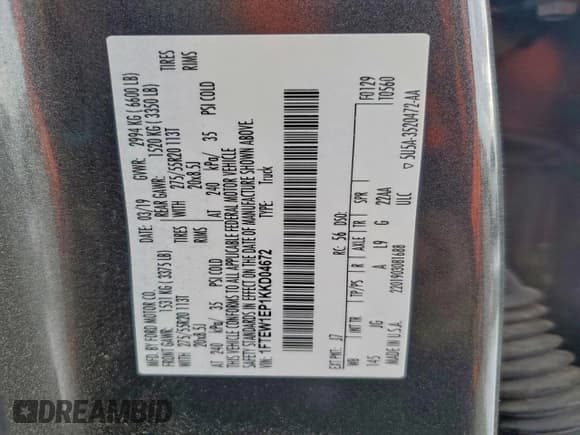 MFD. BY FORD MOTOR CO.
DATE: 03/19 GVWR: 2994 KG ( 6600 LB)
FRONT GAWR: 1531 KG (3375 LB) REAR GAWR: 1520 KG ( 3350 LB)
WITH 275/55R20 113T TIRES WITH 275/55R20 113T TIRES
20x8.5J RIMS 20x8.5J RIMS
AT 240 kPa/ 35 PSI COLD AT 240 kPa/ 35 PSI COLD
THIS VEHICLE CONFORMS TO ALL APPLICABLE FEDERAL MOTOR VEHICLE
SAFETY STANDARDS IN EFFECT ON THE DATE OF MANUFACTURE SHOWN ABOVE.
VIN: 1FTEW1EP1KKD04672 TYPE: Truck
F0129
T0560
EXT PNT: J7 RC: 56 DSO:
WB INT TR TP/PS R AXLE TR SPR
145 JG A L9 G 22AA
MADE IN U.S.A. 2201903081688 ULC ▽ 5U5A-3520472-AA
DREAMBID